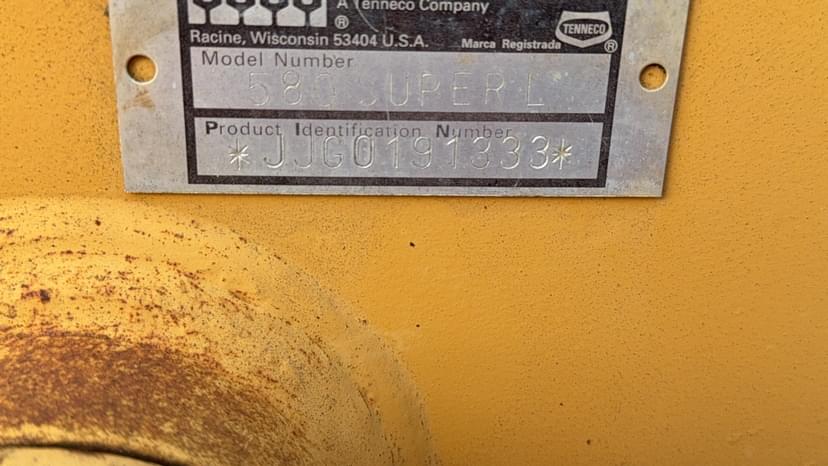 A Tenneco Company
®
Racine, Wisconsin 53404 U.S.A. Marca Registrada TENNECO ®
Model Number
580 SUPER L
Product Identification Number
*JJG0191333*